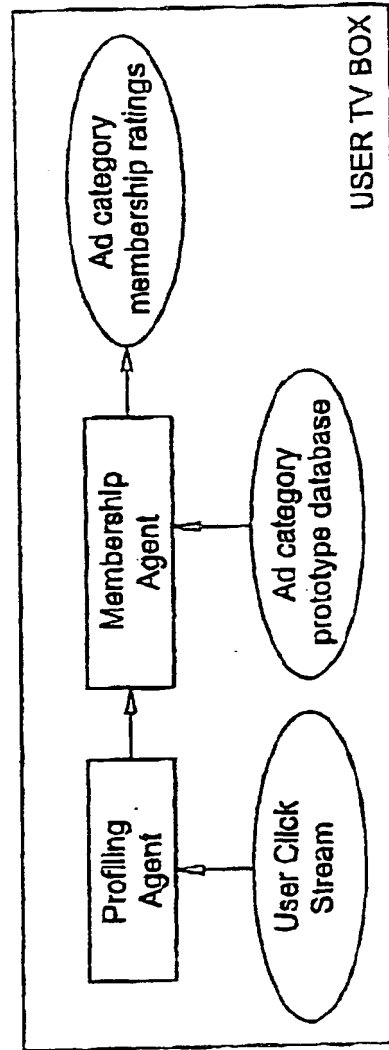 Profiling
Agent
Membership
Agent
Ad category
membership ratings
User Click
Stream
Ad category
prototype database
USER TV BOX